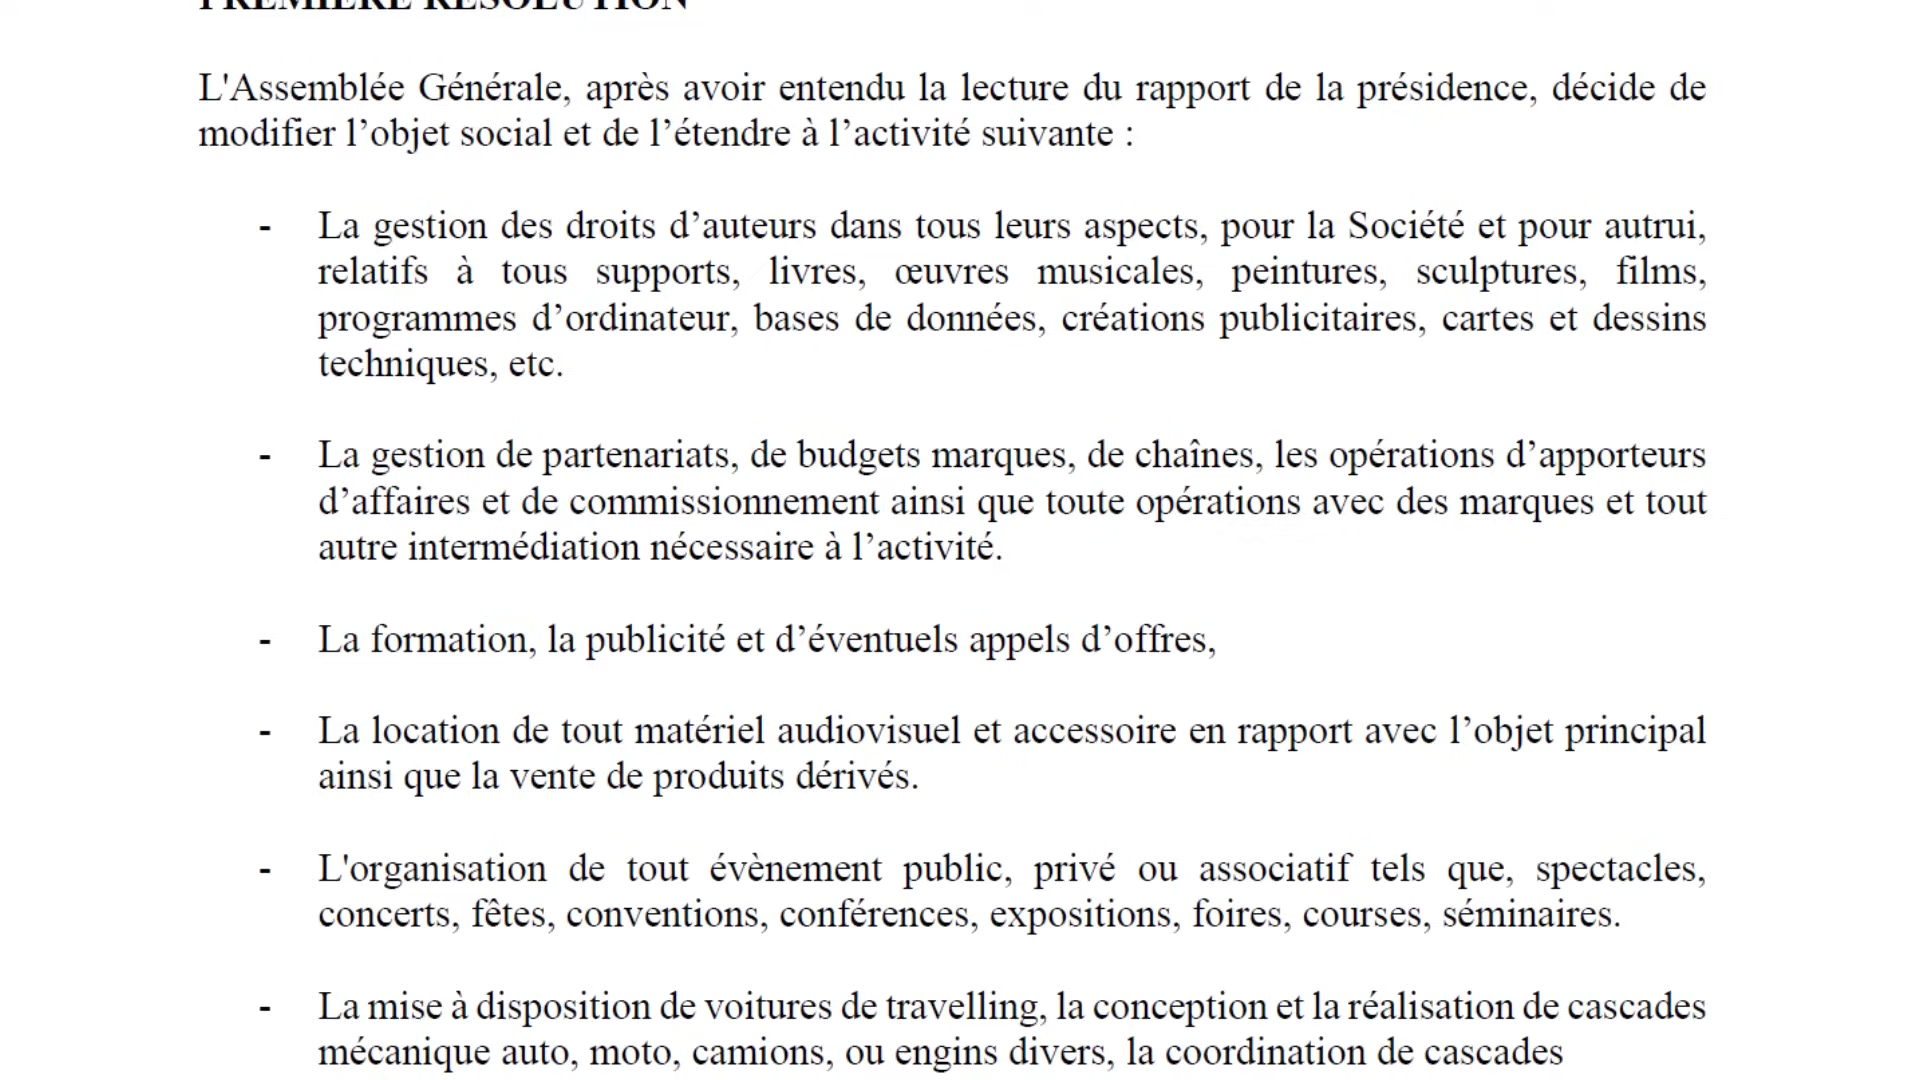 PREMIERE RESOLUTION
L'Assemblée Générale, après avoir entendu la lecture du rapport de la présidence, décide de
modifier l’objet social et de l’étendre à l’activité suivante :
- La gestion des droits d’auteurs dans tous leurs aspects, pour la Société et pour autrui,
relatifs à tous supports, livres, œuvres musicales, peintures, sculptures, films,
programmes d’ordinateur, bases de données, créations publicitaires, cartes et dessins
techniques, etc.
- La gestion de partenariats, de budgets marques, de chaînes, les opérations d’apporteurs
d’affaires et de commissionnement ainsi que toute opérations avec des marques et tout
autre intermédiation nécessaire à l’activité.
- La formation, la publicité et d’éventuels appels d’offres,
- La location de tout matériel audiovisuel et accessoire en rapport avec l’objet principal
ainsi que la vente de produits dérivés.
- L'organisation de tout évènement public, privé ou associatif tels que, spectacles,
concerts, fêtes, conventions, conférences, expositions, foires, courses, séminaires.
- La mise à disposition de voitures de travelling, la conception et la réalisation de cascades
mécanique auto, moto, camions, ou engins divers, la coordination de cascades